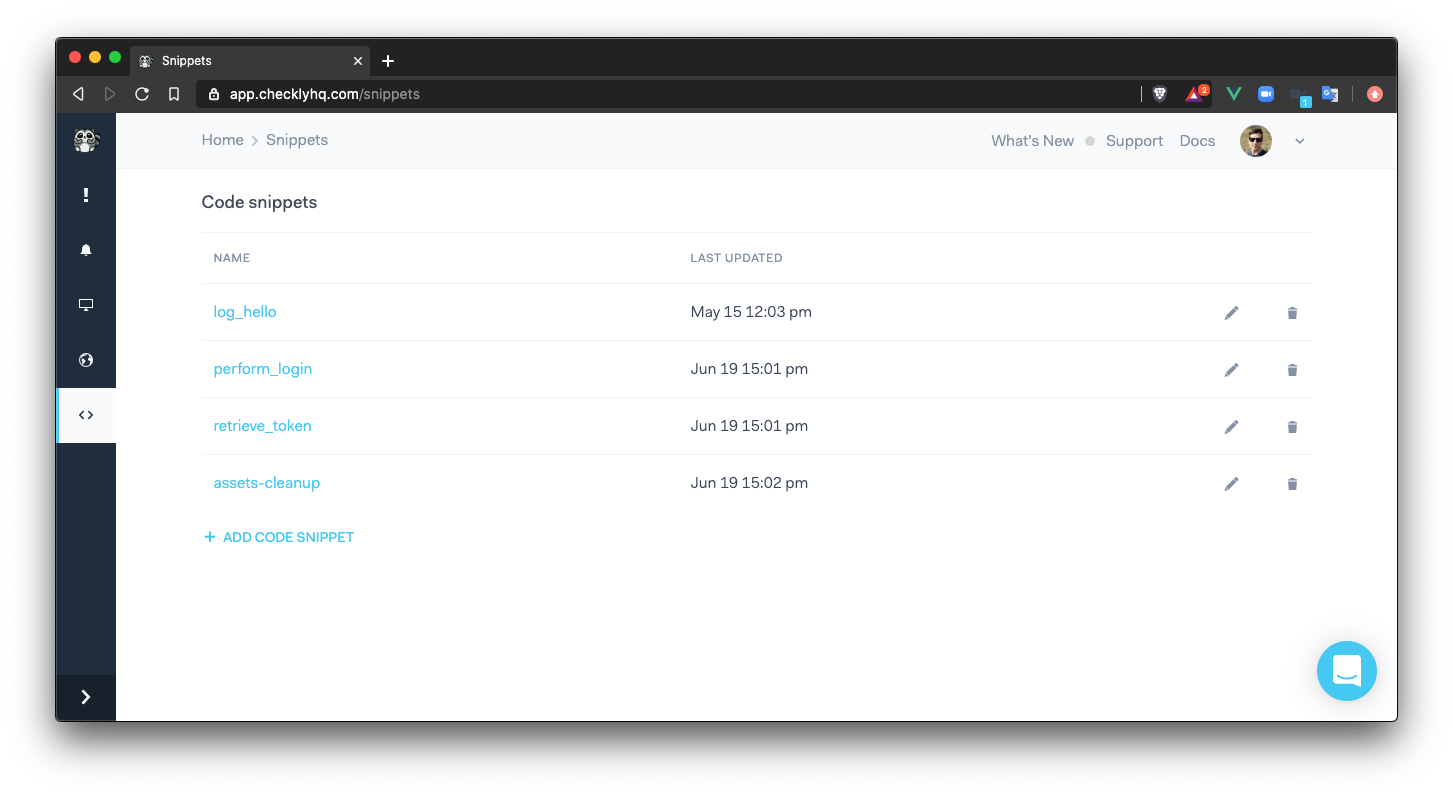 Snippets
app.checklyhq.com/snippets
2
1
Home Snippets
What's New Support Docs
Code snippets
NAME LAST UPDATED
log_hello May 15 12:03 pm
perform_login Jun 19 15:01 pm
retrieve_token Jun 19 15:01 pm
assets-cleanup Jun 19 15:02 pm
+ ADD CODE SNIPPET